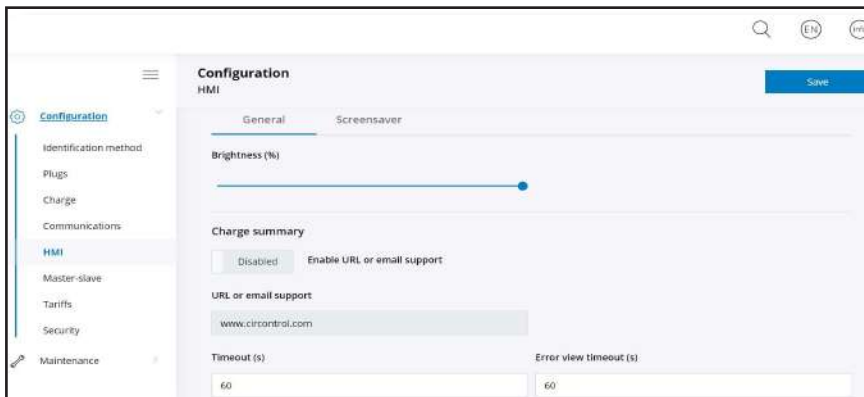 EN
Configuration
HMI
Save
Configuration
Identification method
Plugs
Charge
Communications
HMI
Master-slave
Tariffs
Security
Maintenance
General Screensaver
Brightness (%)
Charge summary
Disabled Enable URL or email support
URL or email support
www.circontrol.com
Timeout (s) Error view timeout (s)
60 60